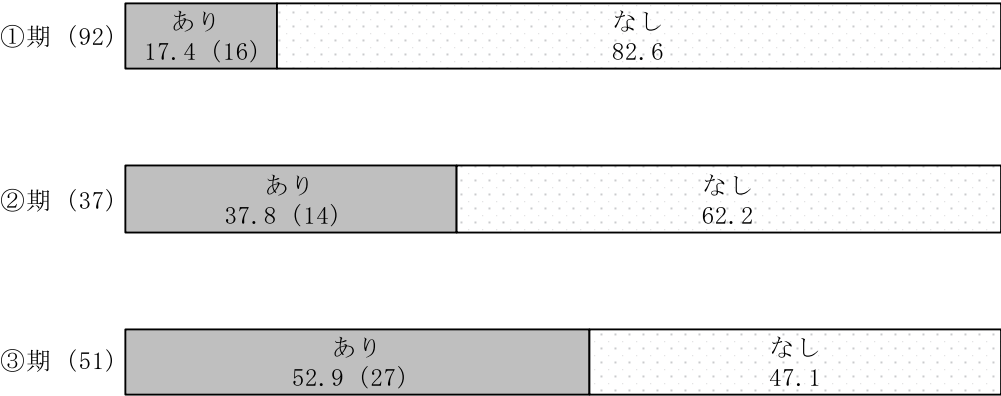 あり なし
①期 (92)
17.4 (16) 82.6
あり なし
②期 (37)
37.8 (14) 62.2
あり なし
③期 (51)
52.9 (27) 47.1